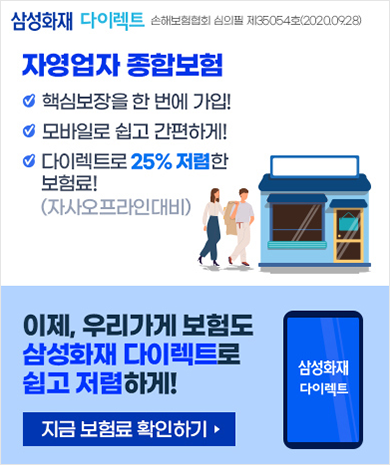 삼성화재 다이렉트 손해보험협회 심의필 제35054호(2020.09.28)
자영업자 종합보험
핵심보장을 한 번에 가입!
모바일로 쉽고 간편하게!
다이렉트로 25% 저렴한
보험료!
(자사오프라인대비)
이제, 우리가게 보험도
삼성화재 다이렉트로
쉽고 저렴하게!
지금 보험료 확인하기
삼성화재
다이렉트